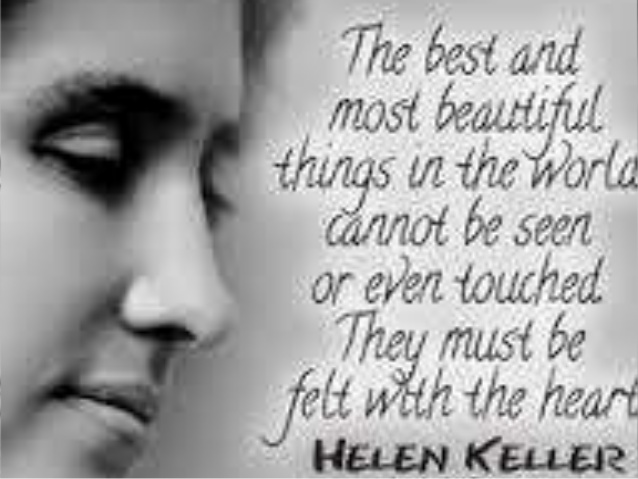 The best and
most beautiful
things in the world
cannot be seen
or even touched.
They must be
felt with the heart
HELEN KELLER